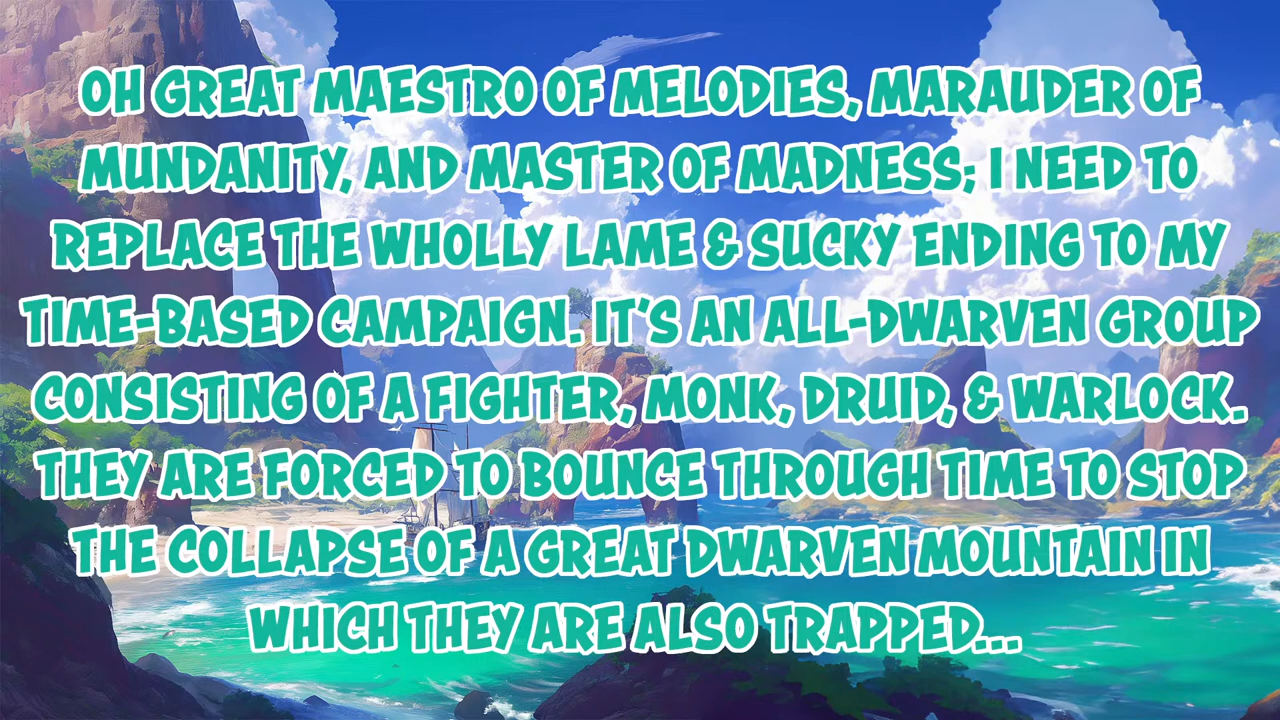 OH GREAT MAESTRO OF MELODIES, MARAUDER OF
MUNDANITY, AND MASTER OF MADNESS; I NEED TO
REPLACE THE WHOLLY LAME & SUCKY ENDING TO MY
TIME-BASED CAMPAIGN. IT'S AN ALL-DWARVEN GROUP
CONSISTING OF A FIGHTER, MONK, DRUID, & WARLOCK.
THEY ARE FORCED TO BOUNCE THROUGH TIME TO STOP
THE COLLAPSE OF A GREAT DWARVEN MOUNTAIN IN
WHICH THEY ARE ALSO TRAPPED...